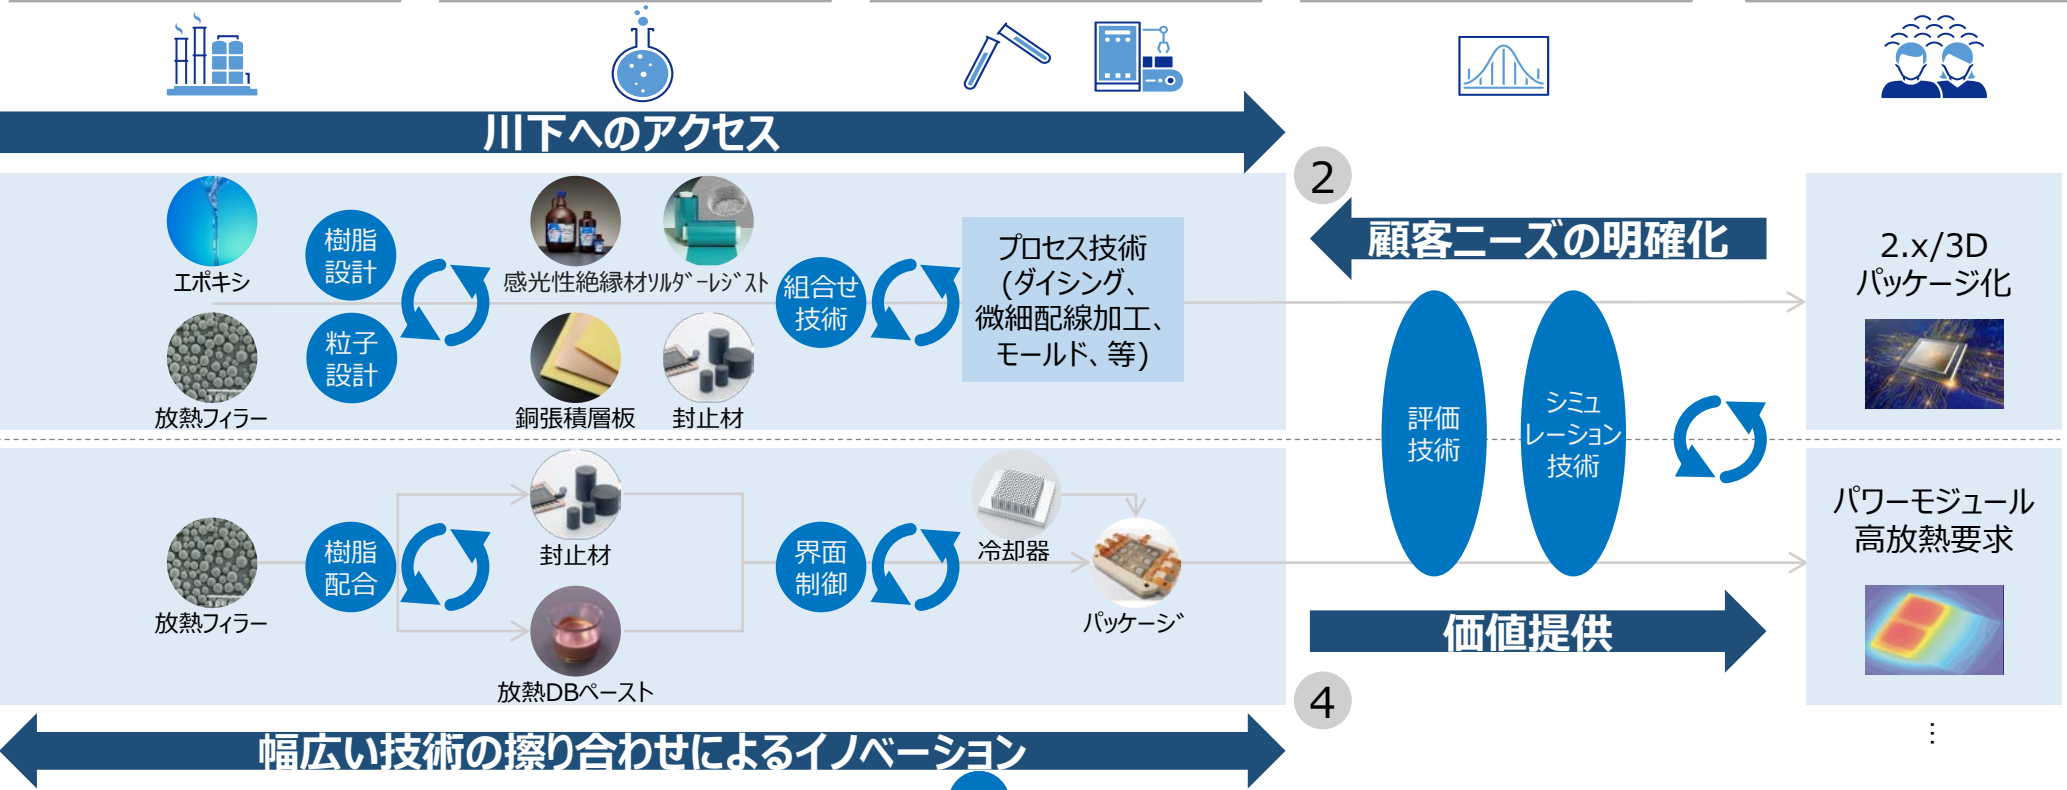 川下へのアクセス
2
顧客ニーズの明確化
エポキシ
樹脂
設計
感光性絶縁材
ソルダーレジスト
組合せ
技術
プロセス技術
(ダイシング、
微細配線加工、
モールド、等)
2.x/3D
パッケージ化
粒子
設計
放熱フィラー
銅張積層板
封止材
評価
技術
シミュ
レーション
技術
放熱フィラー
樹脂
配合
封止材
放熱DBペースト
界面
制御
冷却器
パッケージ
パワーモジュール
高放熱要求
価値提供
4
幅広い技術の擦り合わせによるイノベーション
…